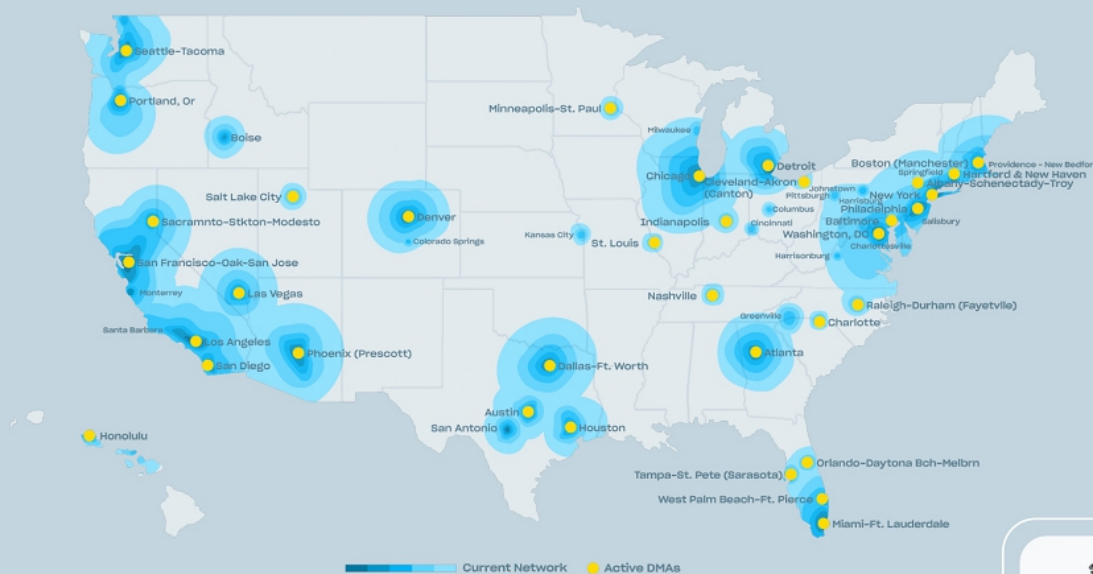 Seattle-Tacoma
Portland, Or
Boise
Minneapolis-St. Paul
Milwaukee
Detroit
Boston (Manchester)
Providence - New Bedfor
Springfield
Hartferd & New Haven
Chicago
Cleveland-Akron
(Canton)
Albany-Schenectady-Troy
Johnstown
Pittsburgh
Harrisburg
New York
Salt Lake City
Philadelphia
Columbus
Denver
Sacramnto-Stkton-Modesto
Indianapolis
Cincinnati
Baltimore
Salisbury
Kansas City
St. Louis
Washington, DC
Colorado Springs
Charlottesville
Harrisonburg
San Francisco-Oak-San Jose
Monterrey
Las Vegas
Nashville
Raleigh-Durham (Fayetvlle)
Greenville
Charlotte
Santa Barbara
Los Angeles
Phoenix (Prescott)
Atlanta
San Diego
Dallas-Ft. Worth
Austin
San Antonio
Houston
Honolulu
Orlando-Daytona Bch-Melbrn
Tampa-St. Pete (Sarasota)
West Palm Beach-Ft. Pierce
Miami-Ft. Lauderdale
Current Network
Active DMAs